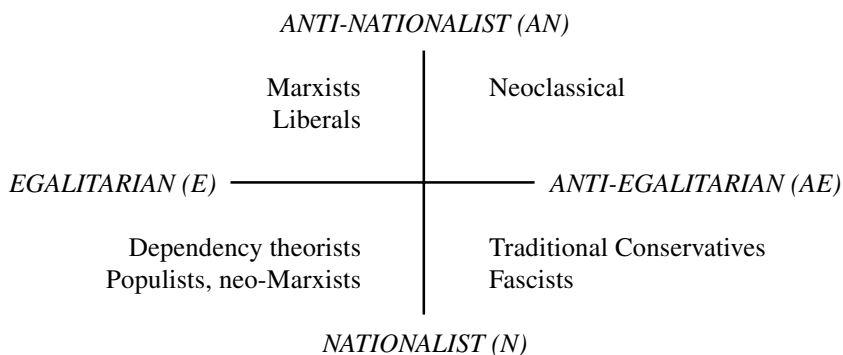 ANTI-NATIONALIST (AN)
Marxists Neoclassical
Liberals
EGALITARIAN (E) ANTI-EGALITARIAN (AE)
Dependency theorists Traditional Conservatives
Populists, neo-Marxists Fascists
NATIONALIST (N)